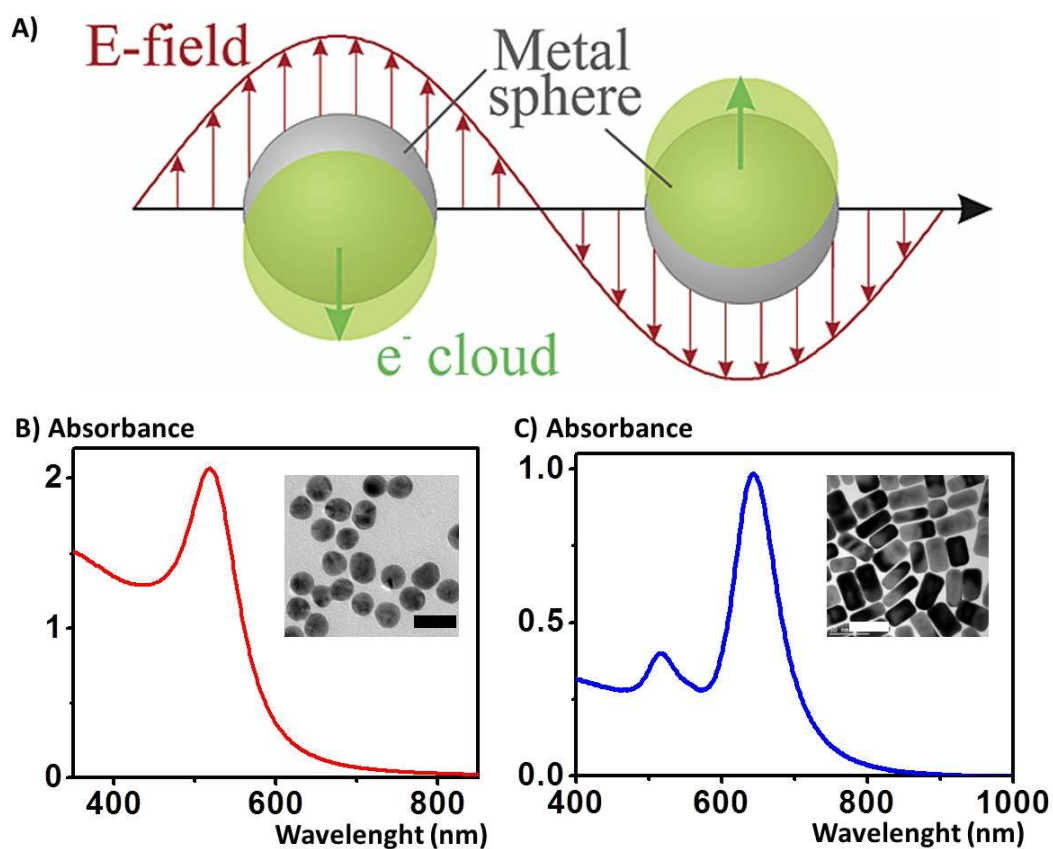 A)
E-field
Metal
sphere
e⁻ cloud
B) Absorbance
2
1
0
400
600
800
Wavelenght (nm)
C) Absorbance
1.0
0.5
0.0
400
600
800
1000
Wavelenght (nm)